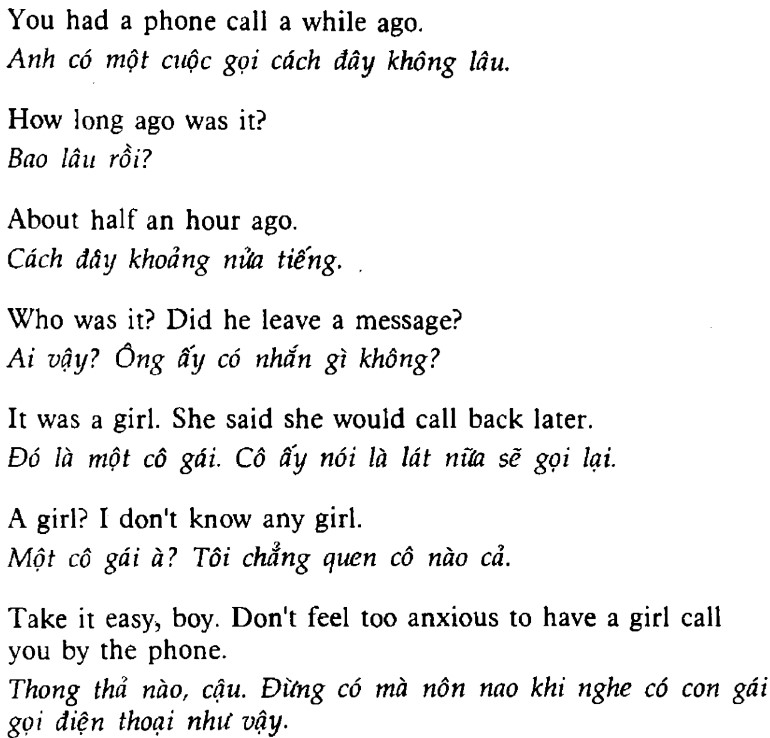 You had a phone call a while ago.
Anh có một cuộc gọi cách đây không lâu.
How long ago was it?
Bao lâu rồi?
About half an hour ago.
Cách đây khoảng nửa tiếng.
Who was it? Did he leave a message?
Ai vậy? Ông ấy có nhắn gì không?
It was a girl. She said she would call back later.
Đó là một cô gái. Cô ấy nói là lát nữa sẽ gọi lại.
A girl? I don't know any girl.
Một cô gái à? Tôi chẳng quen cô nào cả.
Take it easy, boy. Don't feel too anxious to have a girl call
you by the phone.
Thong thả nào, cậu. Đừng có mà nôn nao khi nghe có con gái
gọi điện thoại như vậy.